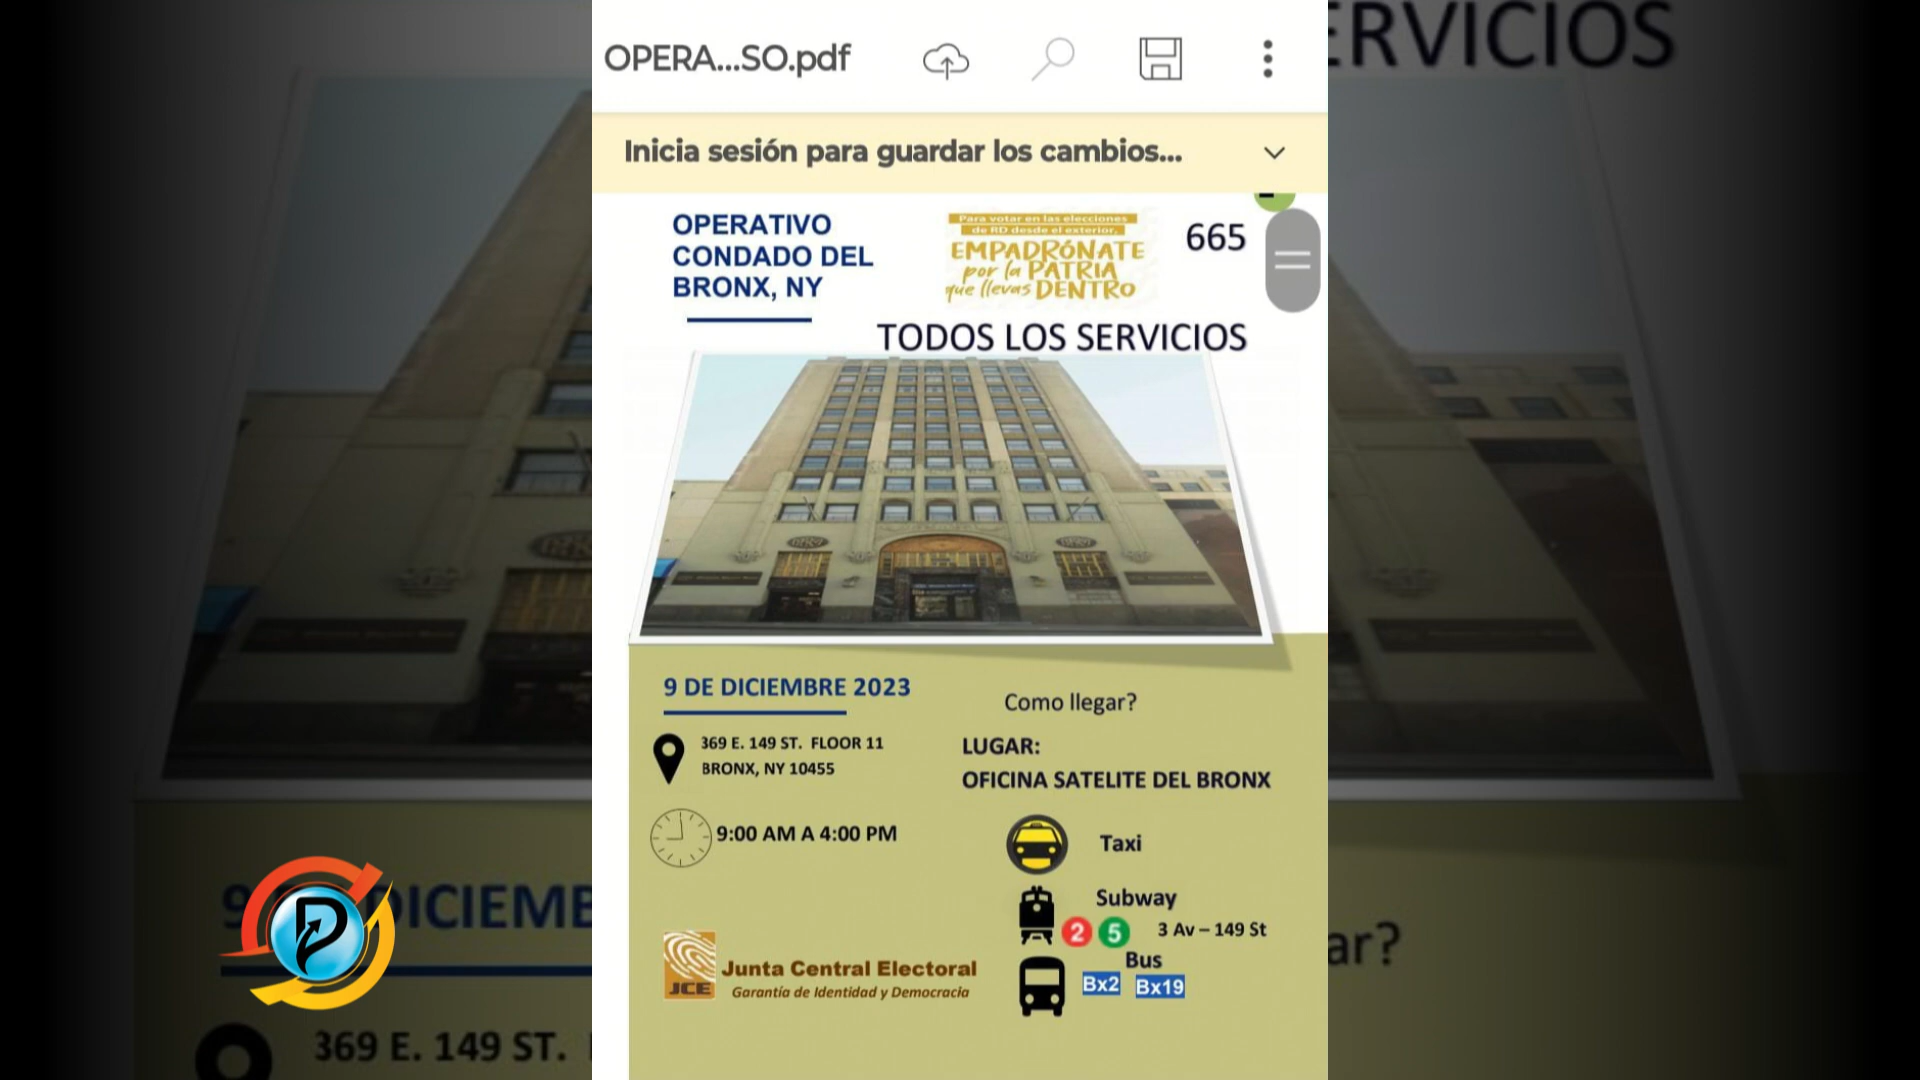 ERVICIOS
OPERA...SO.pdf
Inicia sesión para guardar los cambios...
OPERATIVO
CONDADO DEL
BRONX, NY
Para votar en las elecciones
de RD desde el exterior,
EMPADRÓNATE
por la PATRIA
que llevas DENTRO
665
TODOS LOS SERVICIOS
9 DE DICIEMBRE 2023
Como llegar?
369 E. 149 ST. FLOOR 11
BRONX, NY 10455
LUGAR:
OFICINA SATELITE DEL BRONX
9:00 AM A 4:00 PM
Taxi
Subway
2 5 3 Av – 149 St
Bus
Bx2 Bx19
JCE
Junta Central Electoral
Garantía de Identidad y Democracia
9 DICIEMB
ar?
369 E. 149 ST.